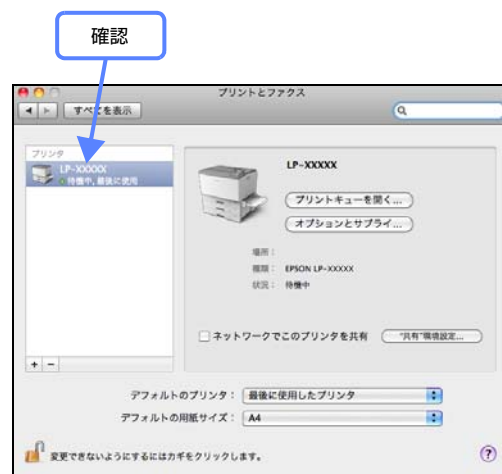 確認
プリントとファクス
すべてを表示
プリンタ
LP-XXXXX
待機中, 最後に使用
LP-XXXXX
プリントキューを開く...
オプションとサプライ...
場所：
種類： EPSON LP-XXXXX
状況： 待機中
ネットワークでこのプリンタを共有
"共有"環境設定...
+ −
デフォルトのプリンタ： 最後に使用したプリンタ
デフォルトの用紙サイズ： A4
変更できないようにするにはカギをクリックします。
?